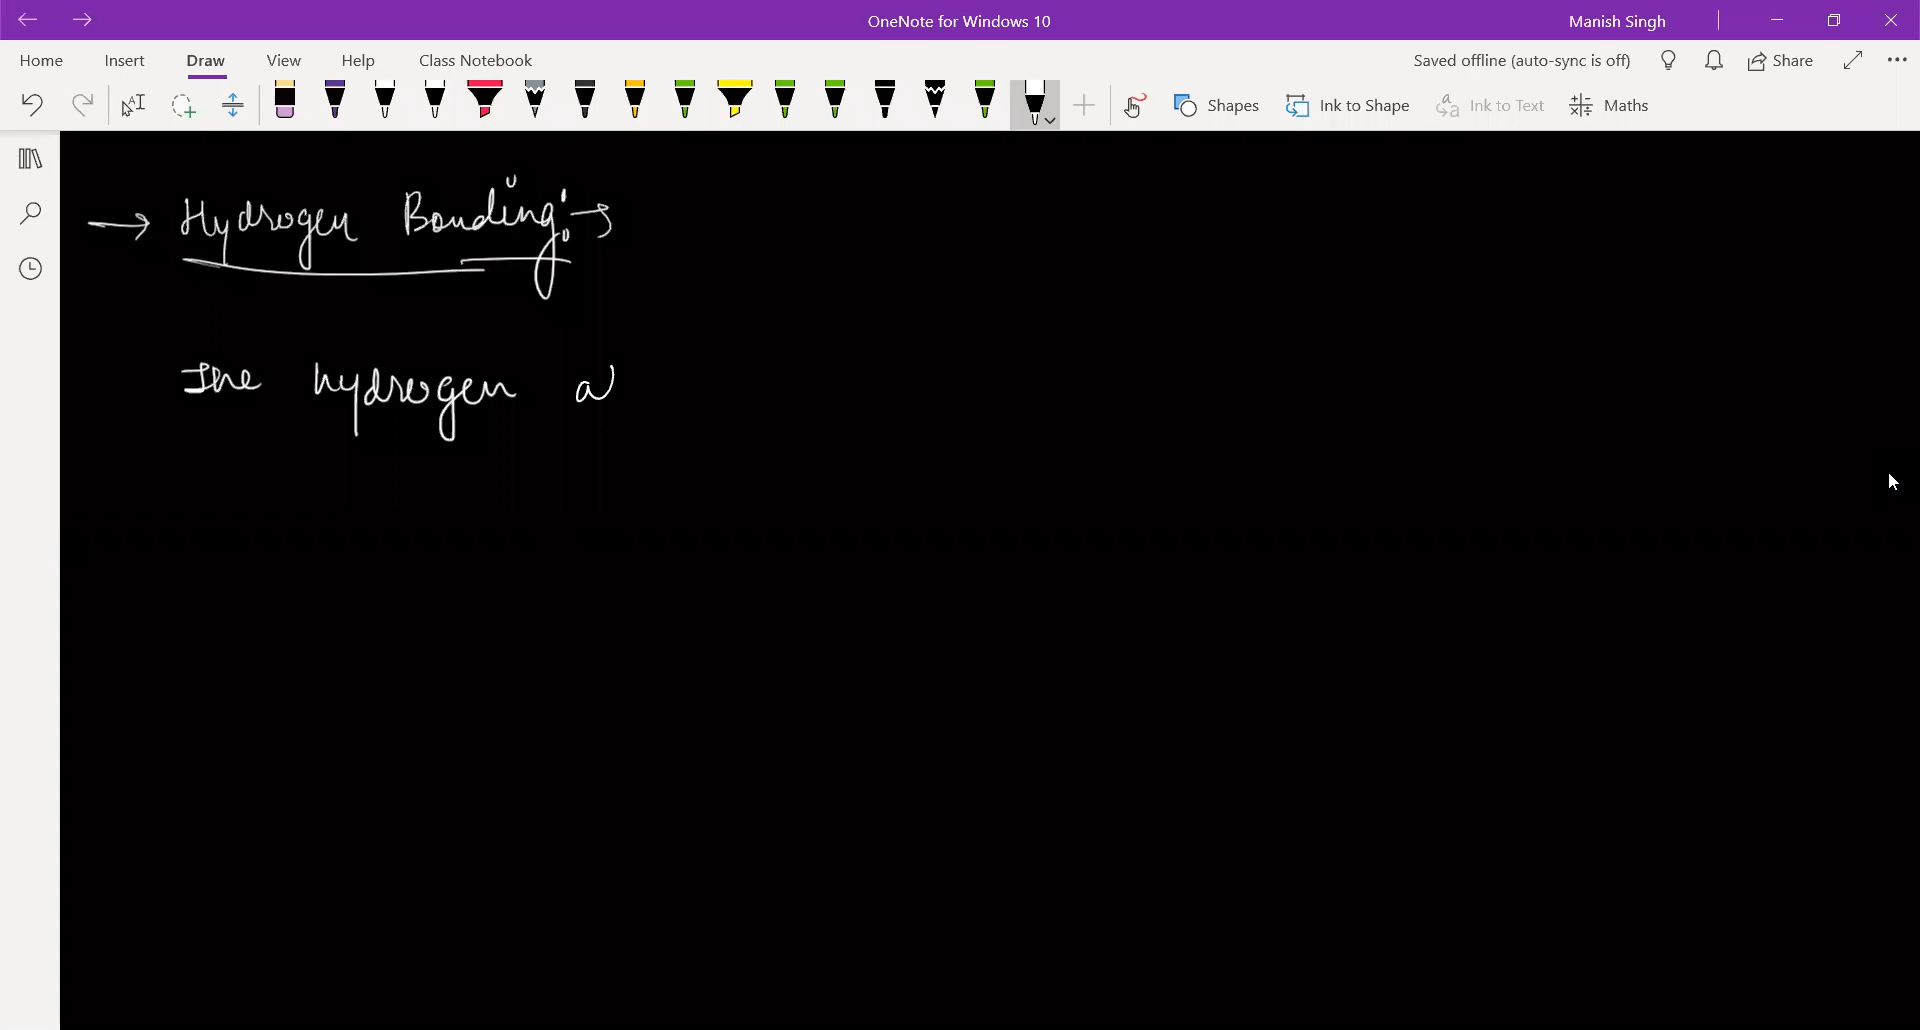 OneNote for Windows 10
Manish Singh
Home Insert Draw View Help Class Notebook
Saved offline (auto-sync is off) Share
Shapes Ink to Shape Ink to Text Maths
→ Hydrogen Bonding:→
The hydrogen a